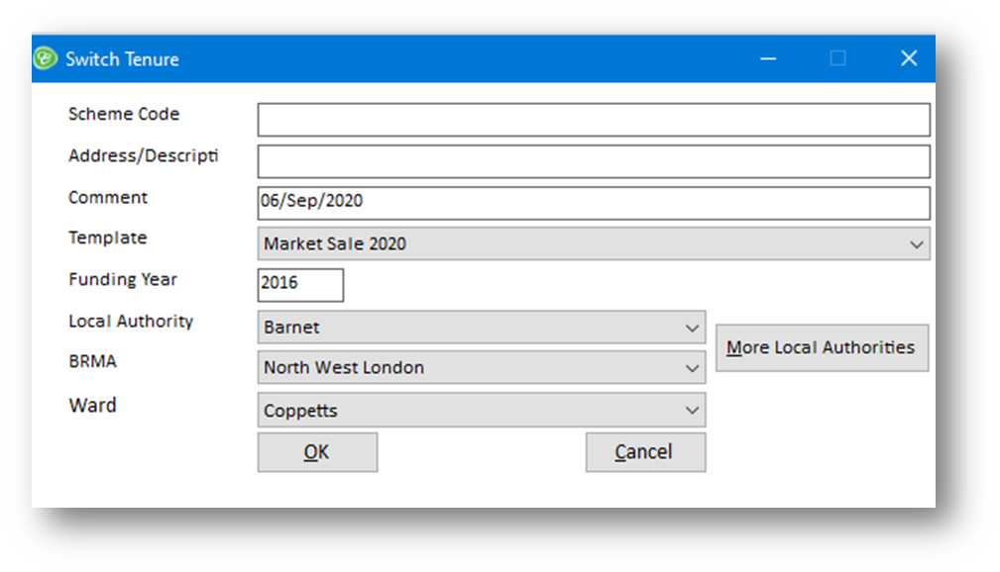 Switch Tenure
Scheme Code
Address/Descripti
Comment 06/Sep/2020
Template Market Sale 2020
Funding Year 2016
Local Authority Barnet
More Local Authorities
BRMA North West London
Ward Coppetts
OK Cancel